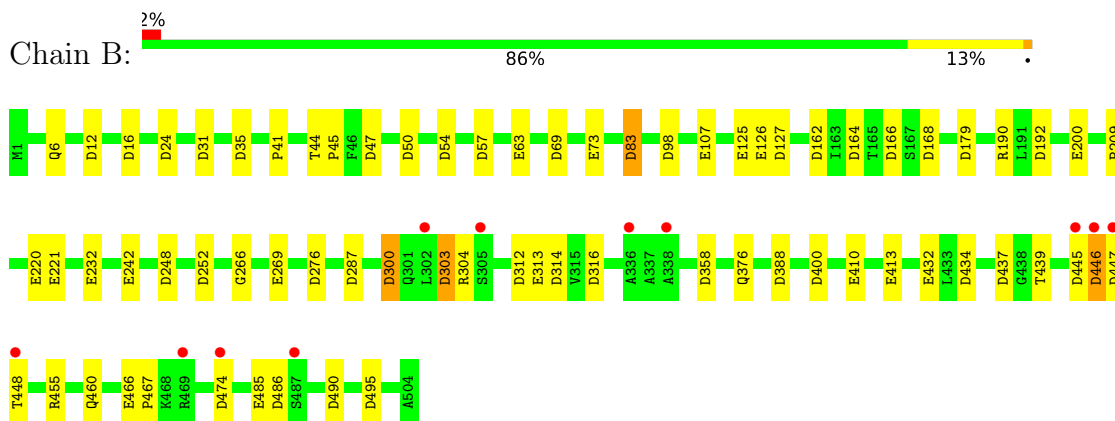 2%
Chain B:
86% 13% •
M1 Q6 D12 D16 D24 D31 D35 P41 T44 P45 F46 D47 D50 D54 D57 E63 D69 E73 D83 D98 E107 E125 E126 D127 D162 I163 D164 T165 D166 S167 D168 D179 R190 L191 D192 E200
E220 E221 E232 E242 D248 D252 G266 E269 D276 D287 D300 Q301 L302 D303 R304 S305 D312 E313 D314 V315 D316 A336 A337 A338 D358 Q376 D388 D400 E410 E413 E432 L433 D434 D437 G438 T439 D445 D446
T448 R455 Q460 E466 P467 K468 R469 D474 E485 D486 S487 D490 D495 A504